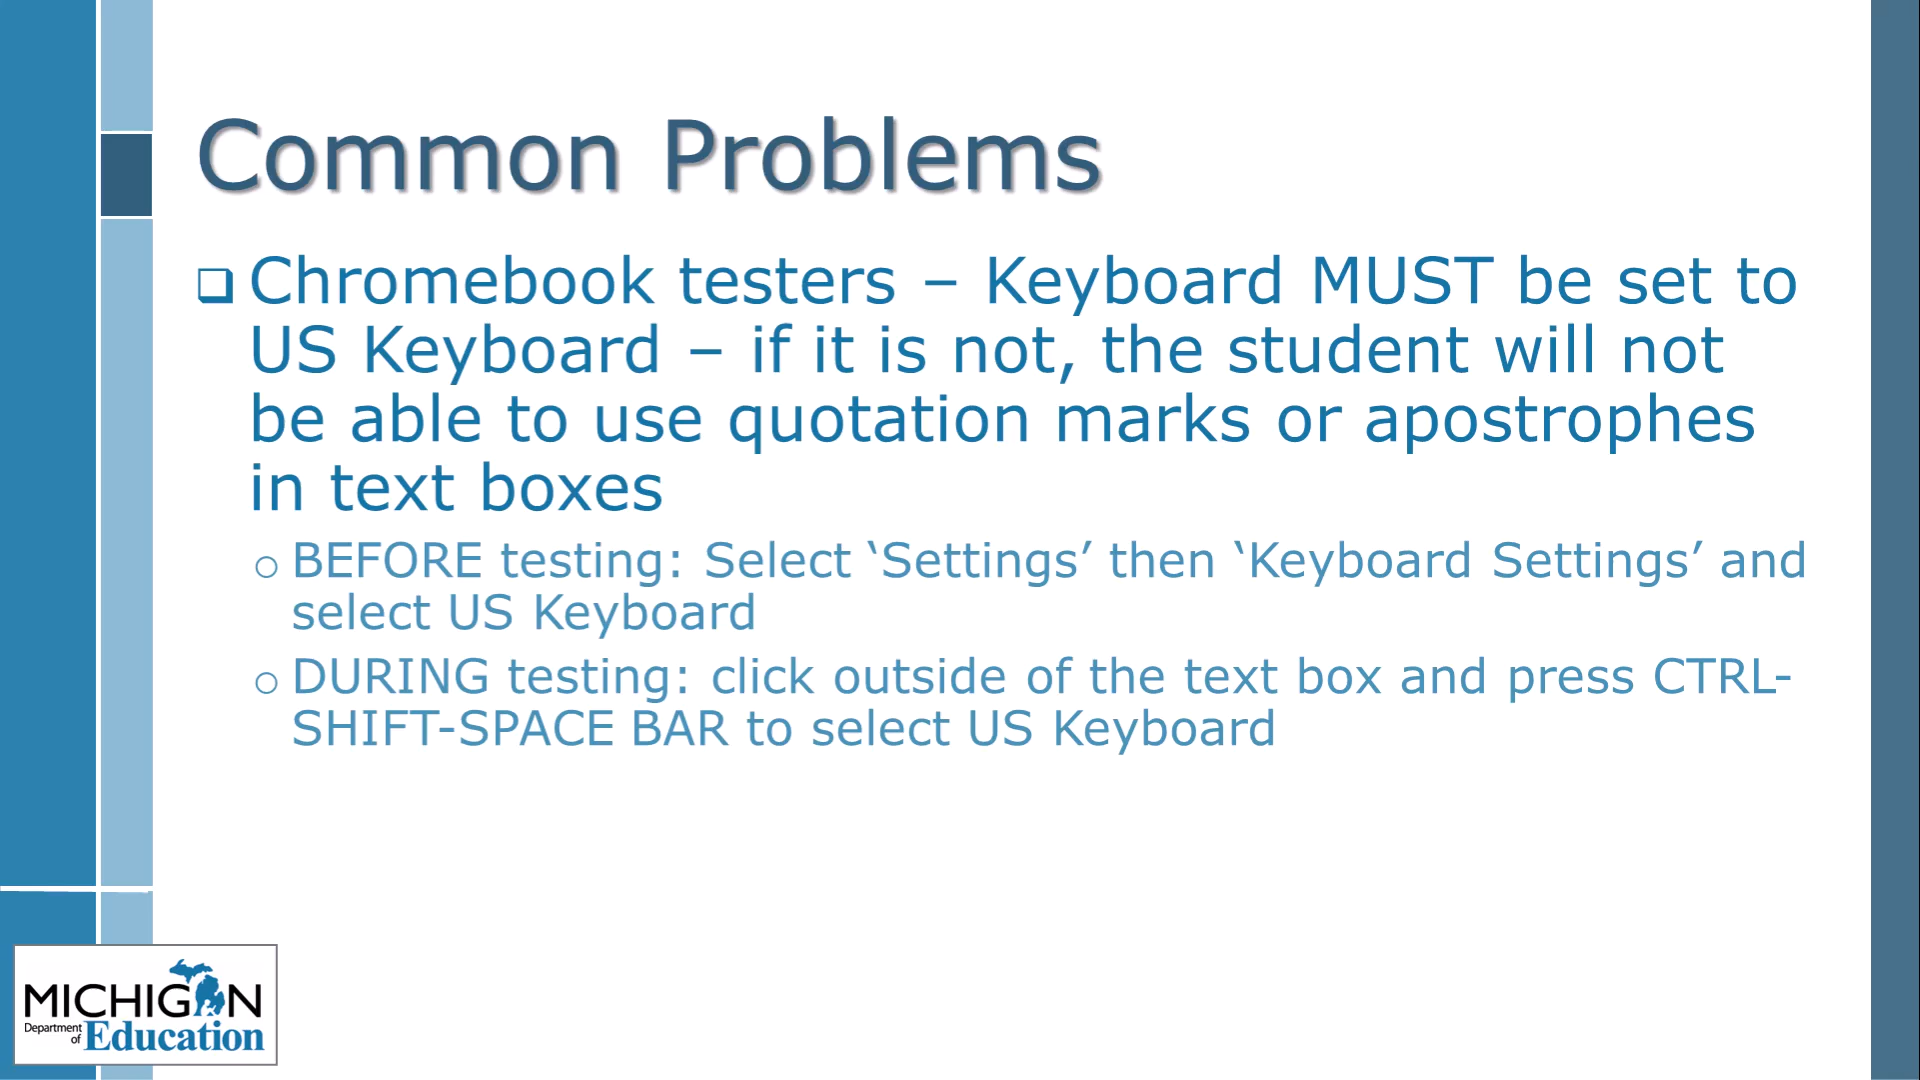 Common Problems
Chromebook testers – Keyboard MUST be set to
US Keyboard – if it is not, the student will not
be able to use quotation marks or apostrophes
in text boxes
BEFORE testing: Select ‘Settings’ then ‘Keyboard Settings’ and
select US Keyboard
DURING testing: click outside of the text box and press CTRL-
SHIFT-SPACE BAR to select US Keyboard
MICHIGAN
Department
of Education